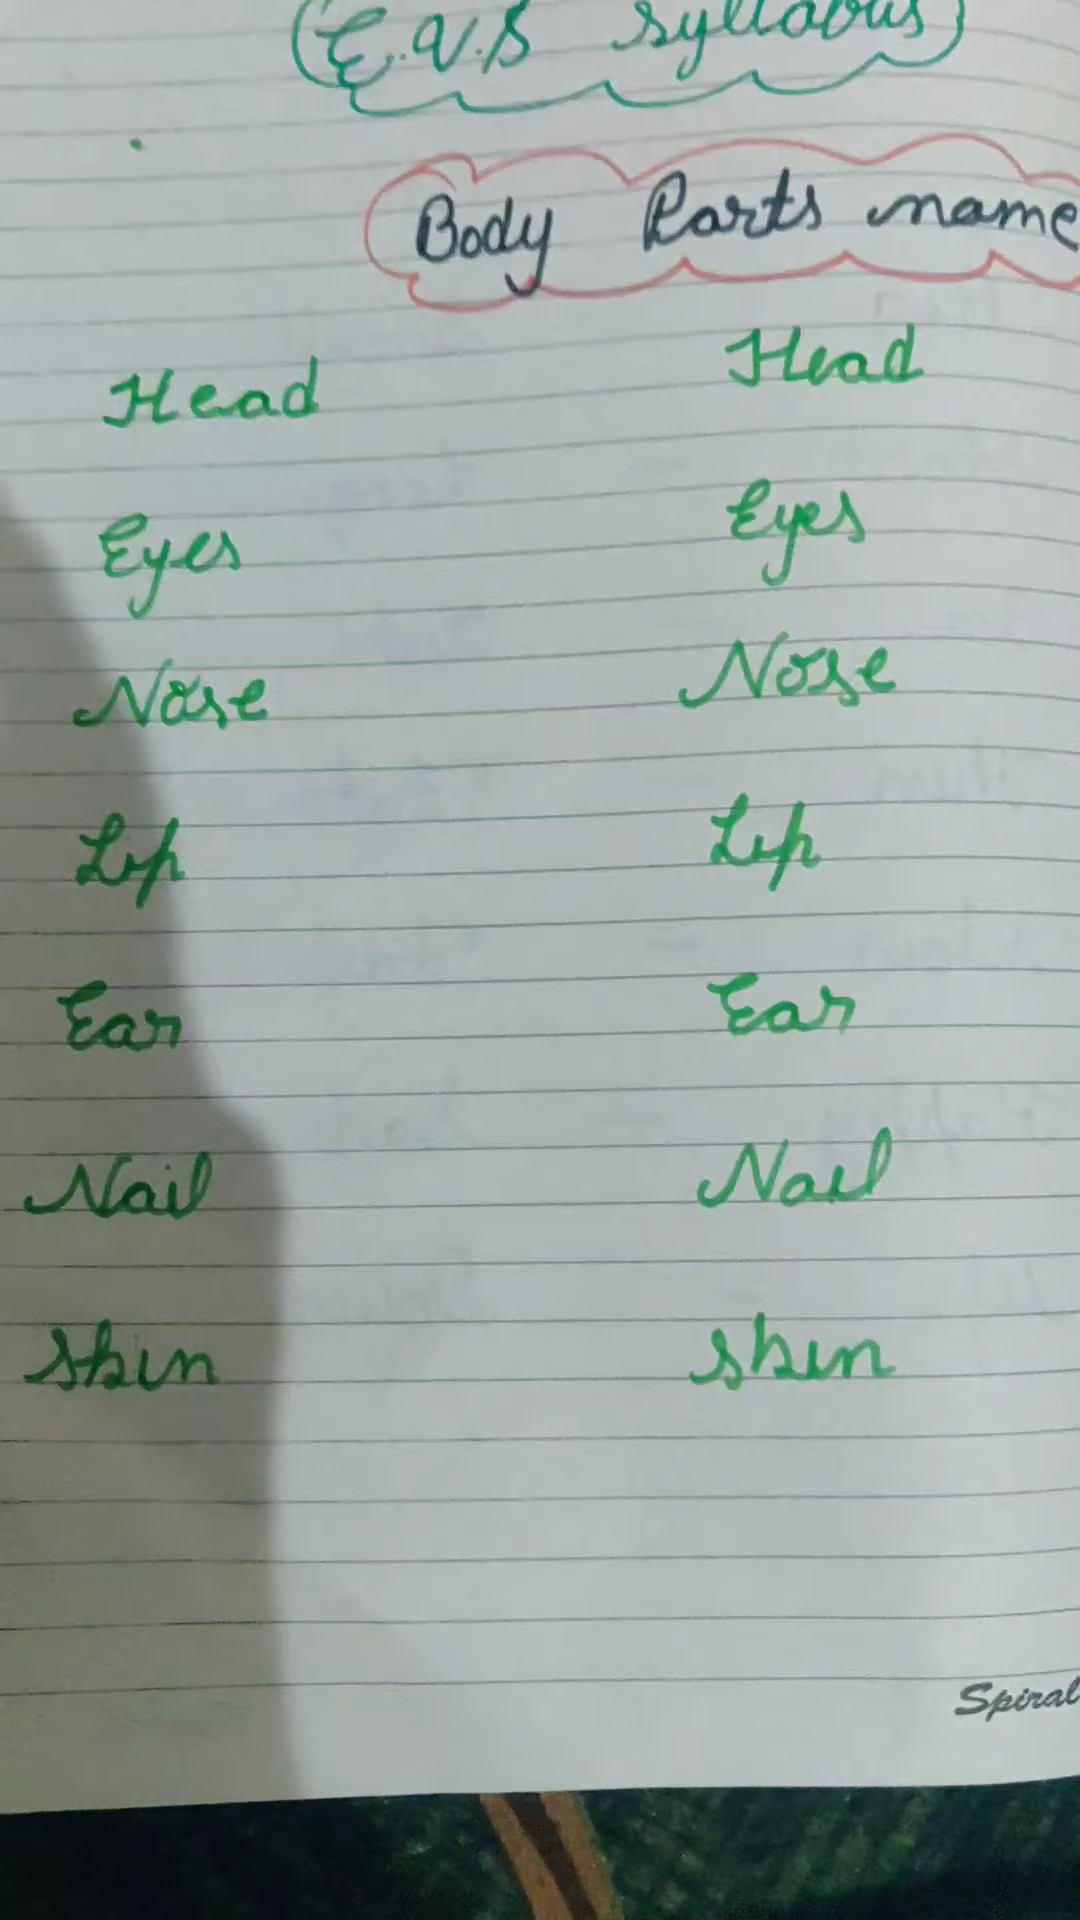 (E.V.S syllabus)
Body Parts name
Head Head
Eyes Eyes
Nose Nose
Lip Lip
Ear Ear
Nail Nail
Skin Skin
Spiral